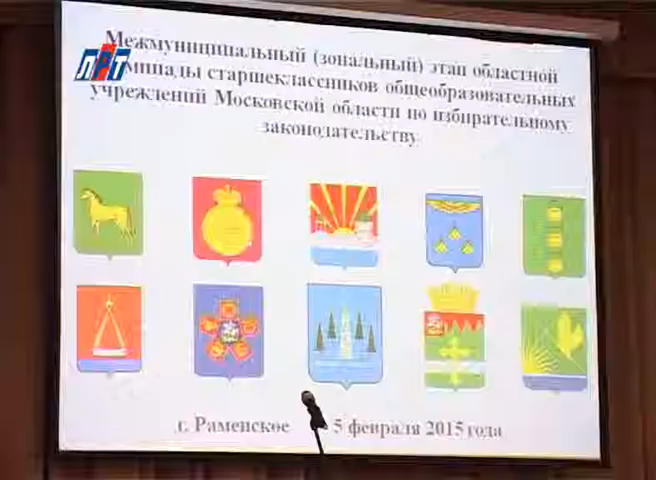 Межмуниципальный (зональный) этап областной
ЛРТ
олимпиады старшеклассников общеобразовательных
учреждений Московской области по избирательному
законодательству
г. Раменское 5 февраля 2015 года